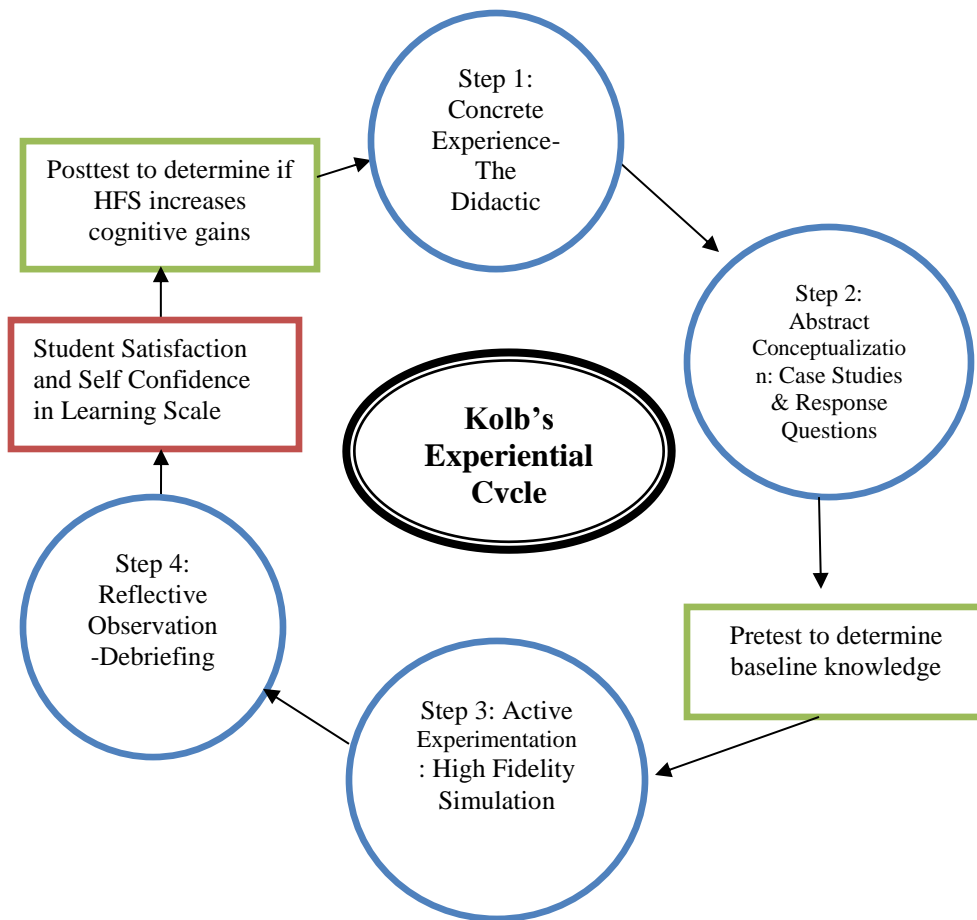 Step 1:
Concrete
Experience-
The
Didactic
Posttest to determine if
HFS increases
cognitive gains
Step 2:
Abstract
Conceptualizatio
n: Case Studies
& Response
Questions
Student Satisfaction
and Self Confidence
in Learning Scale
Kolb's
Experiential
Cvcle
Step 4:
Reflective
Observation
-Debriefing
Pretest to determine
baseline knowledge
Step 3: Active
Experimentation
: High Fidelity
Simulation